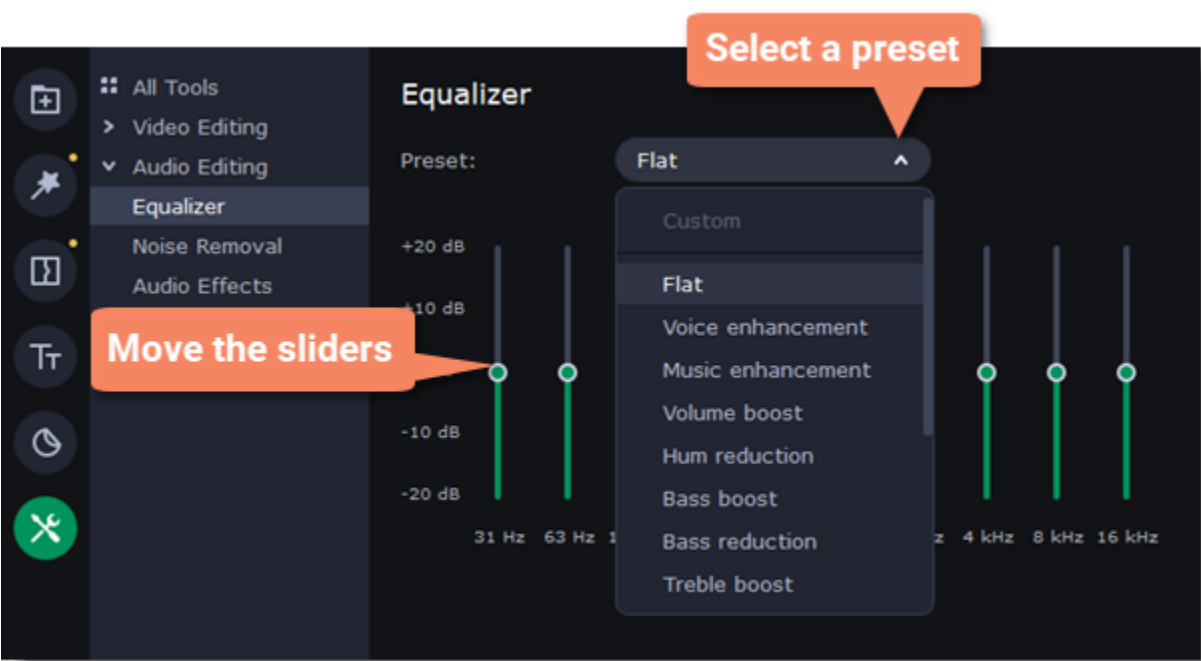 Select a preset
All Tools
Video Editing
Audio Editing
Equalizer
Noise Removal
Audio Effects
Move the sliders
Equalizer
Preset:
Flat
Custom
Flat
Voice enhancement
Music enhancement
Volume boost
Hum reduction
Bass boost
Bass reduction
Treble boost
+20 dB
+10 dB
-10 dB
-20 dB
31 Hz 63 Hz 4 kHz 8 kHz 16 kHz
Tт